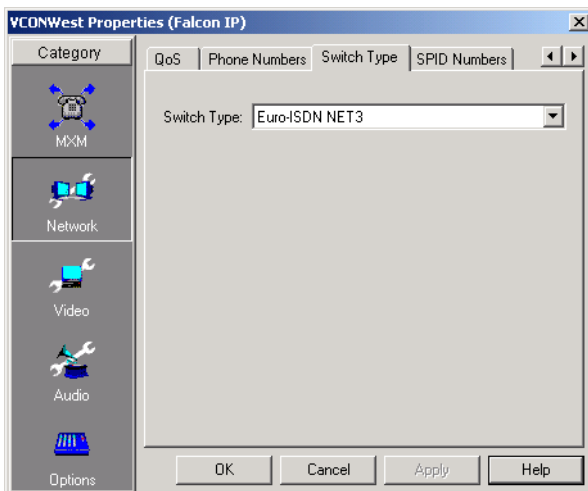 VCONWest Properties (Falcon IP)
Category
MXM
Network
Video
Audio
Options
QoS
Phone Numbers
Switch Type
SPID Numbers
Switch Type: Euro-ISDN NET3
OK
Cancel
Apply
Help